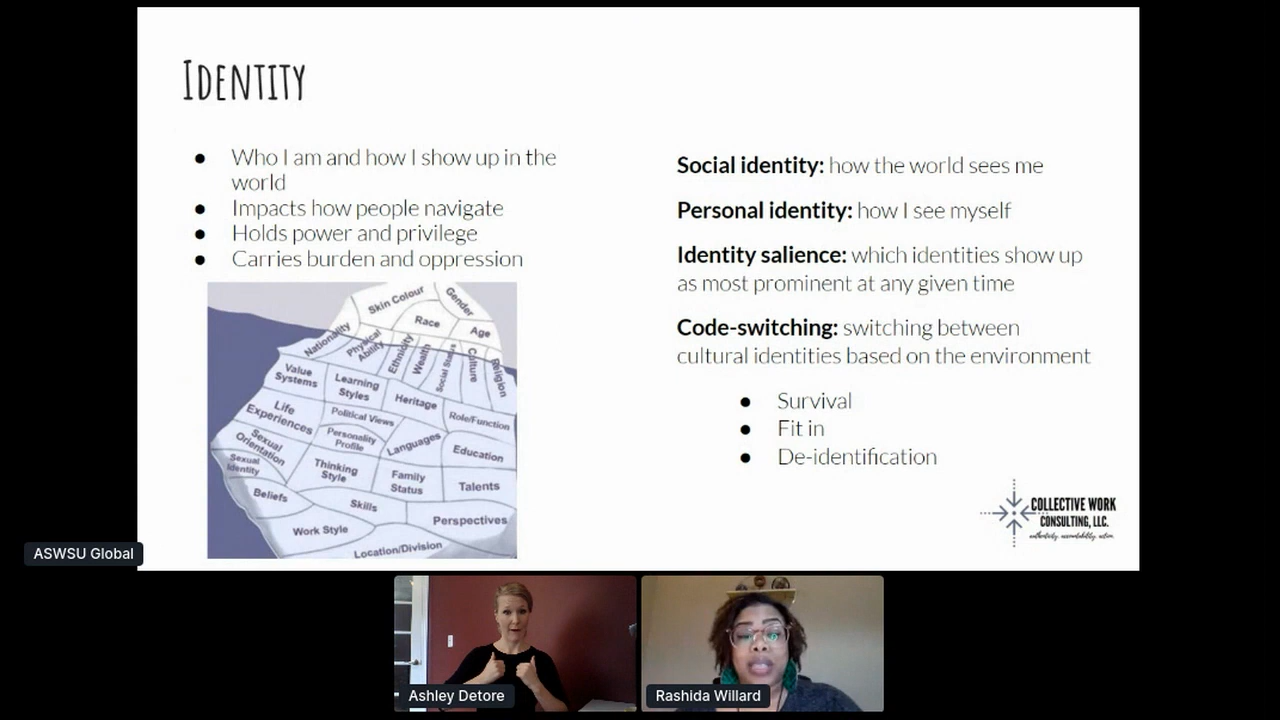 IDENTITY
● Who I am and how I show up in the
world
● Impacts how people navigate
● Holds power and privilege
● Carries burden and oppression
Skin Colour
Gender
Race
Age
Nationality
Physical
Ability
Ethnicity
Wealth
Social Status
Culture
Religion
Value
Systems
Learning
Styles
Heritage
Role/Function
Life
Experiences
Political Views
Personality
Profile
Languages
Education
Sexual
Orientation
Sexual
Identity
Thinking
Style
Family
Status
Talents
Beliefs
Skills
Perspectives
Work Style
Location/Division
Social identity: how the world sees me
Personal identity: how I see myself
Identity salience: which identities show up
as most prominent at any given time
Code-switching: switching between
cultural identities based on the environment
● Survival
● Fit in
● De-identification
COLLECTIVE WORK
CONSULTING, LLC.
authenticity. accountability. action.
ASWSU Global
Ashley Detore
Rashida Willard